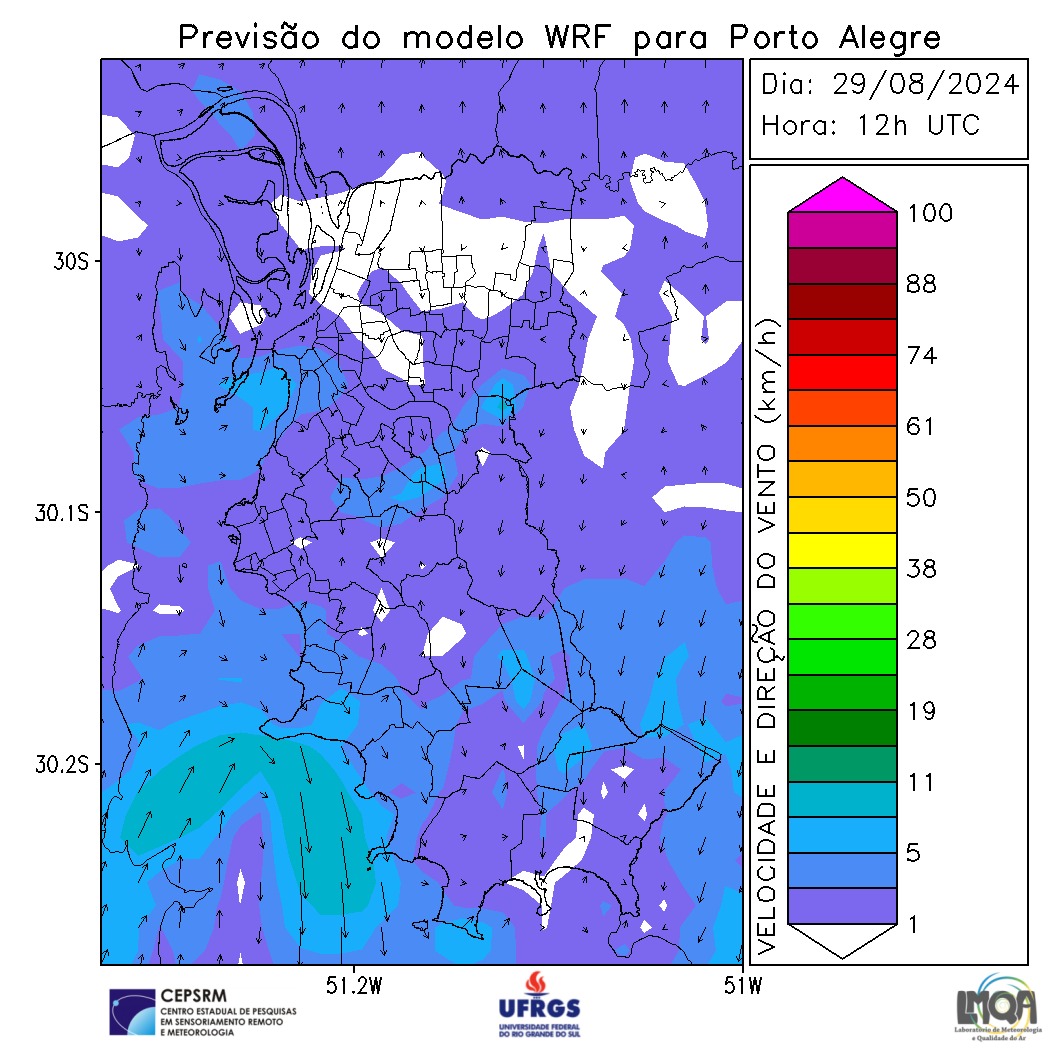 Previsão do modelo WRF para Porto Alegre
Dia: 29/08/2024
Hora: 12h UTC
30S
30.1S
30.2S
51.2W
51W
VELOCIDADE E DIREÇÃO DO VENTO (km/h)
100
88
74
61
50
38
28
19
11
5
1
CEPSRM
CENTRO ESTADUAL DE PESQUISAS
EM SENSORIAMENTO REMOTO
E METEOROLOGIA
UFRGS
UNIVERSIDADE FEDERAL
DO RIO GRANDE DO SUL
LMQA
Laboratório de Meteorologia
e Qualidade do Ar